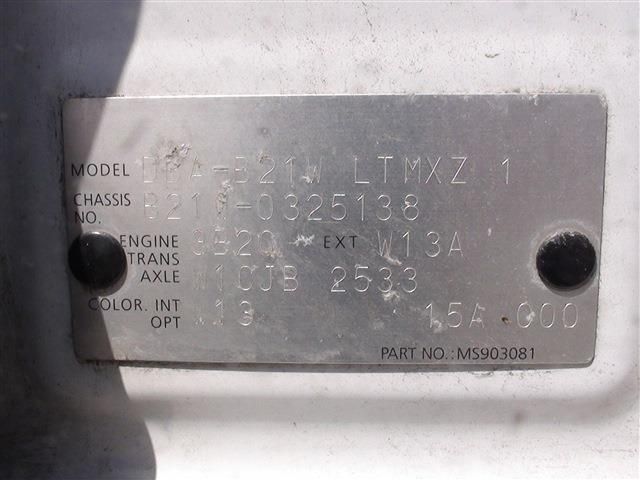 MODEL DBA-B21W LTMXZ 1
CHASSIS NO. B21W-0325138
ENGINE 3B20 EXT W13A
TRANS AXLE W1CJB 2533
COLOR. INT 13
OPT 15A 000
PART NO.:MS903081